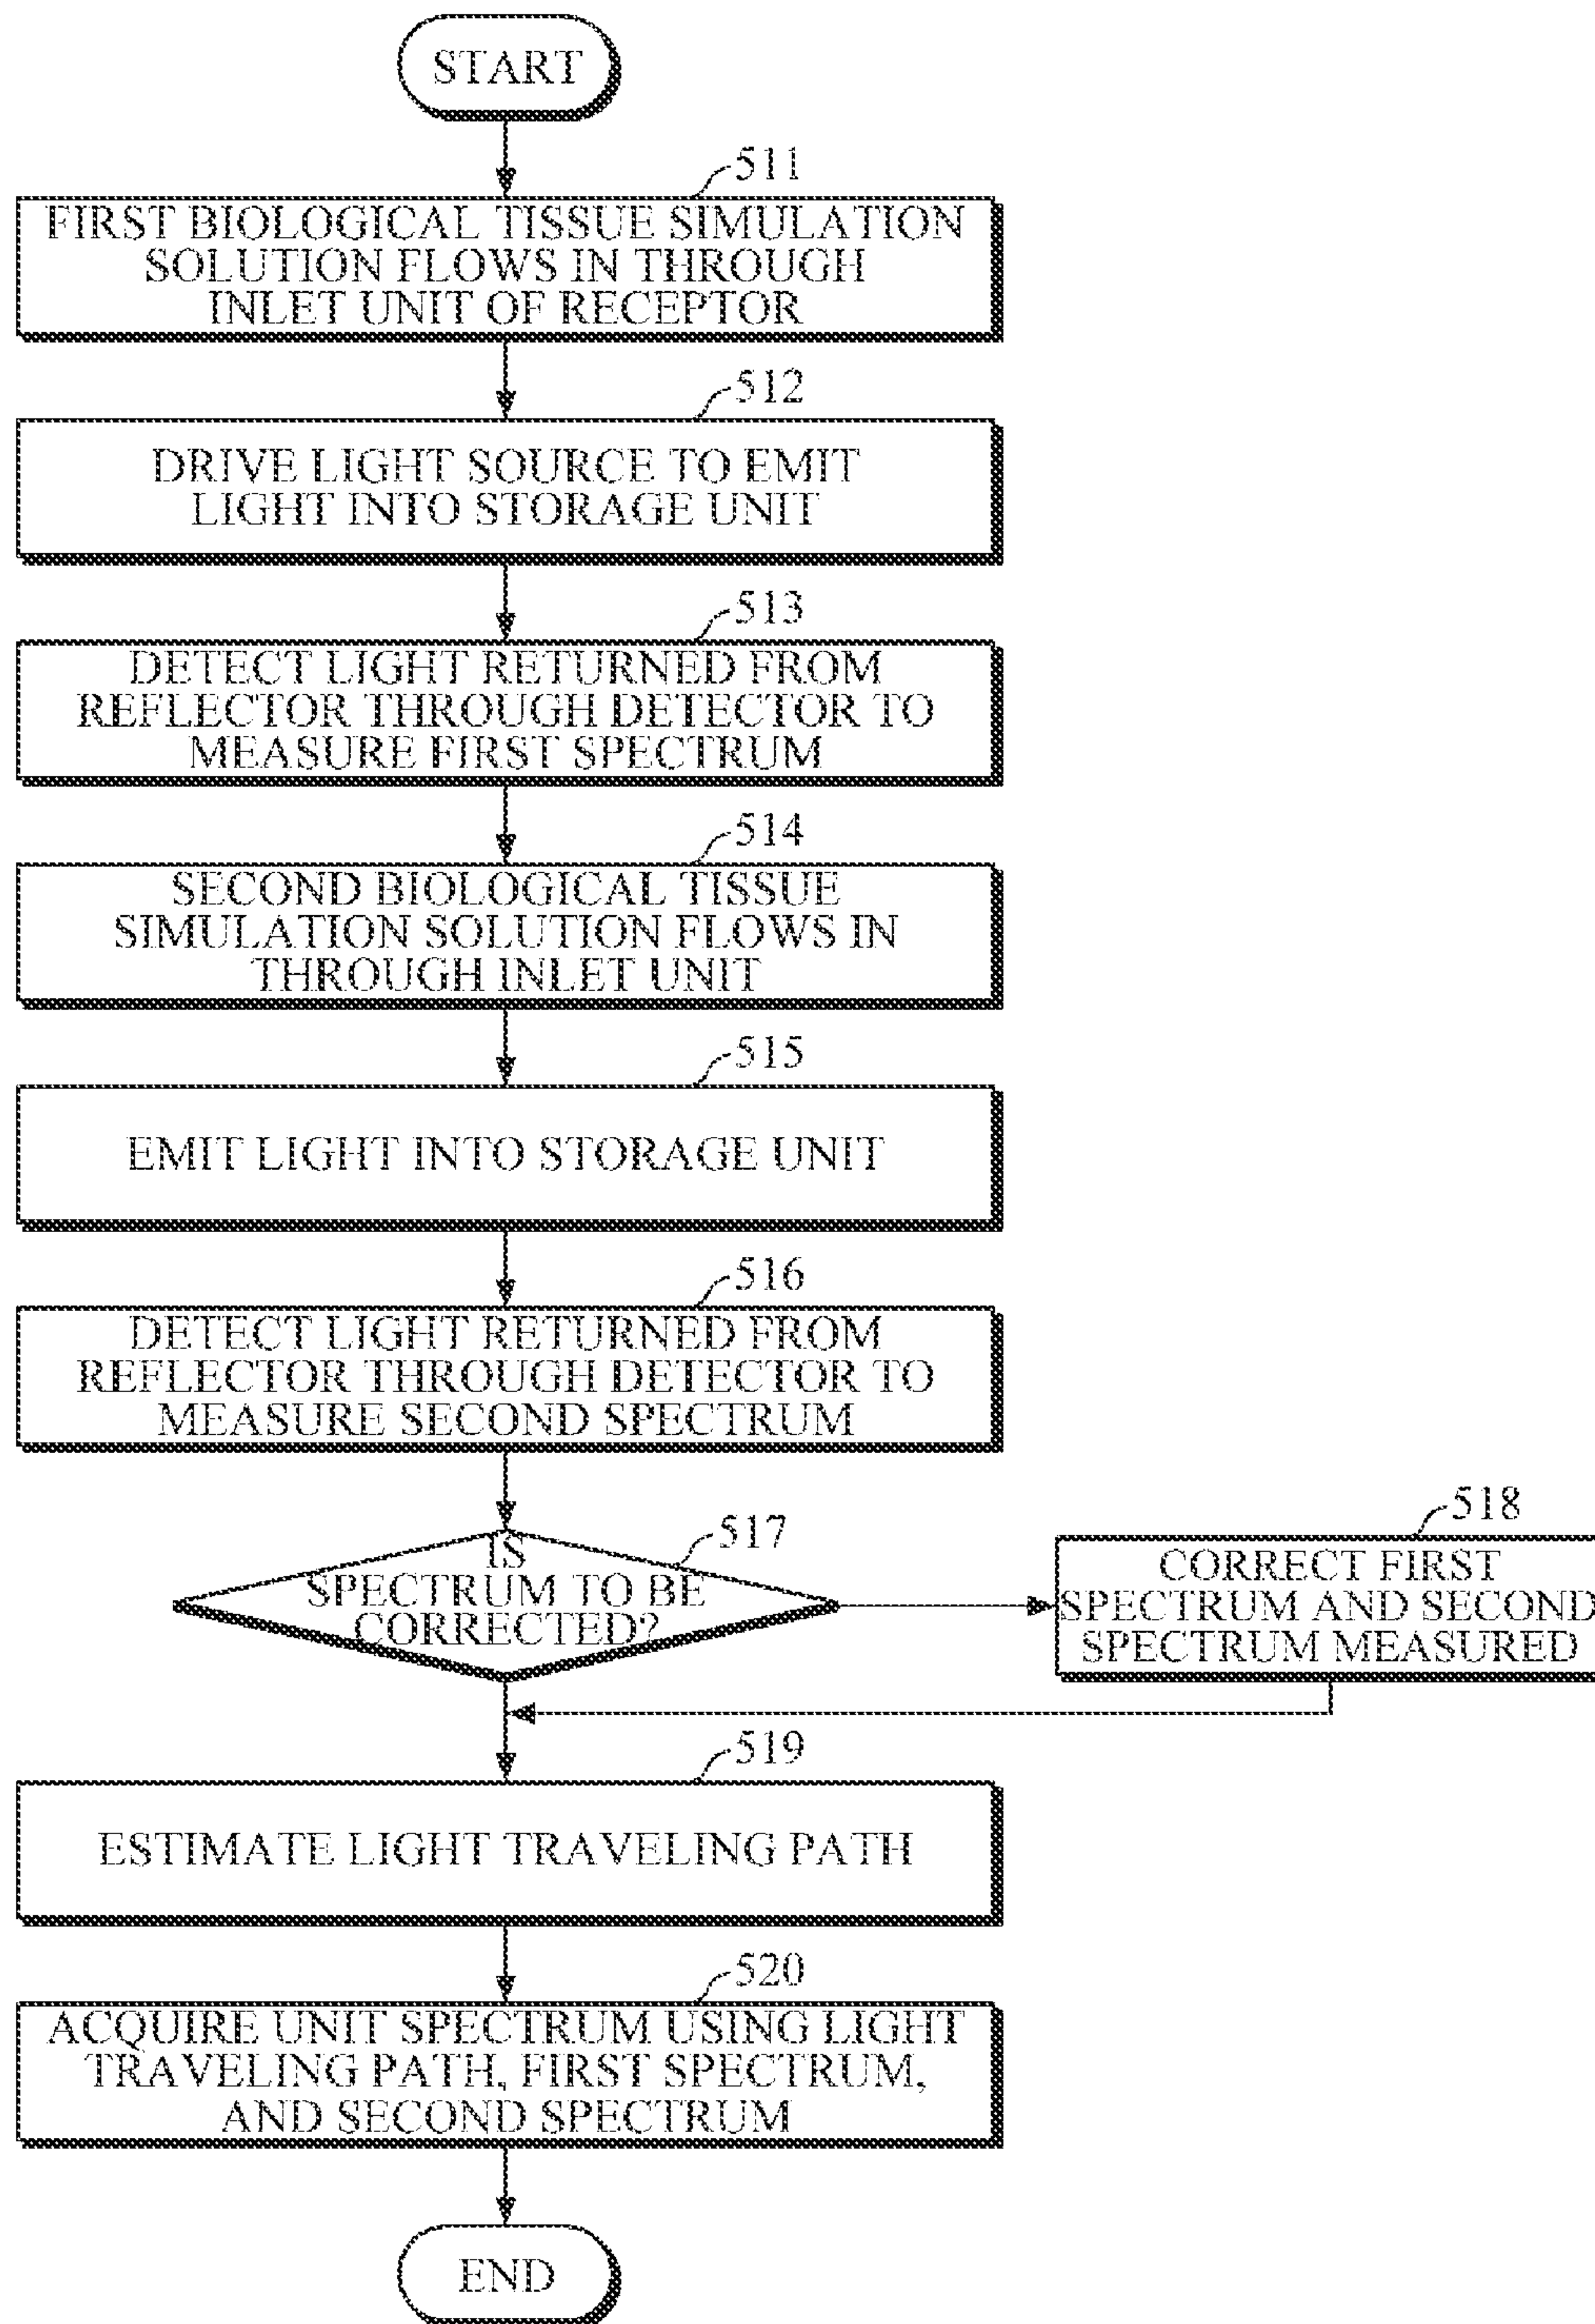 START
511
FIRST BIOLOGICAL TISSUE SIMULATION
SOLUTION FLOWS IN THROUGH
INLET UNIT OF RECEPTOR
512
DRIVE LIGHT SOURCE TO EMIT
LIGHT INTO STORAGE UNIT
513
DETECT LIGHT RETURNED FROM
REFLECTOR THROUGH DETECTOR TO
MEASURE FIRST SPECTRUM
514
SECOND BIOLOGICAL TISSUE
SIMULATION SOLUTION FLOWS IN
THROUGH INLET UNIT
515
EMIT LIGHT INTO STORAGE UNIT
516
DETECT LIGHT RETURNED FROM
REFLECTOR THROUGH DETECTOR TO
MEASURE SECOND SPECTRUM
517
IS
SPECTRUM TO BE
CORRECTED?
518
CORRECT FIRST
SPECTRUM AND SECOND
SPECTRUM MEASURED
519
ESTIMATE LIGHT TRAVELING PATH
520
ACQUIRE UNIT SPECTRUM USING LIGHT
TRAVELING PATH, FIRST SPECTRUM,
AND SECOND SPECTRUM
END